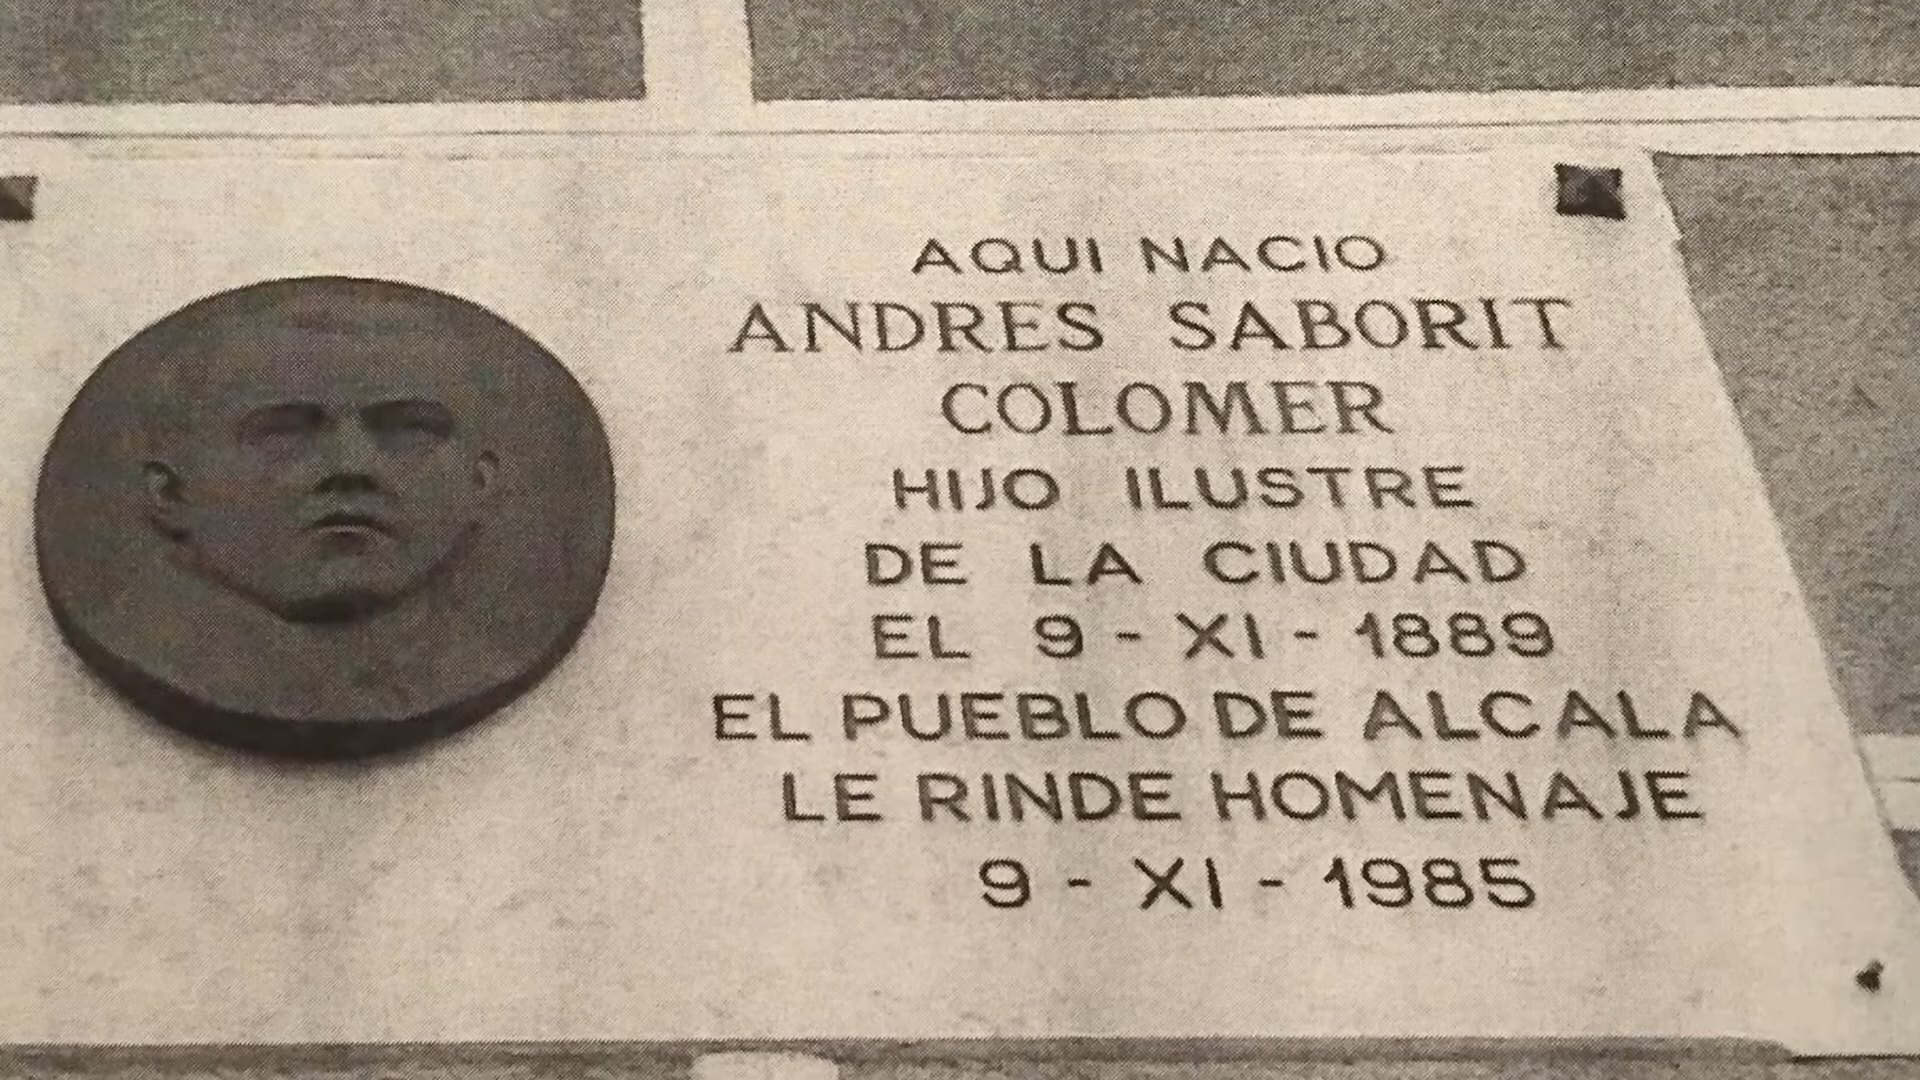 AQUI NACIO
ANDRES SABORIT
COLOMER
HIJO ILUSTRE
DE LA CIUDAD
EL 9 - XI - 1889
EL PUEBLO DE ALCALA
LE RINDE HOMENAJE
9 - XI - 1985